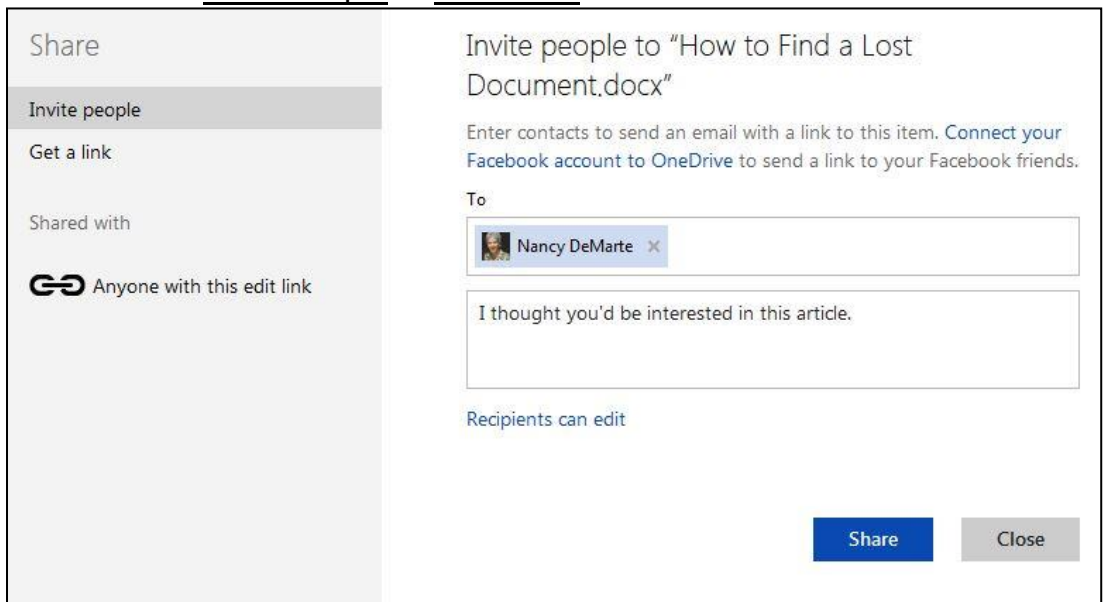 Share
Invite people
Get a link
Shared with
Anyone with this edit link
Invite people to “How to Find a Lost
Document.docx”
Enter contacts to send an email with a link to this item. Connect your
Facebook account to OneDrive to send a link to your Facebook friends.
To
Nancy DeMarte ×
I thought you'd be interested in this article.
Recipients can edit
Share
Close